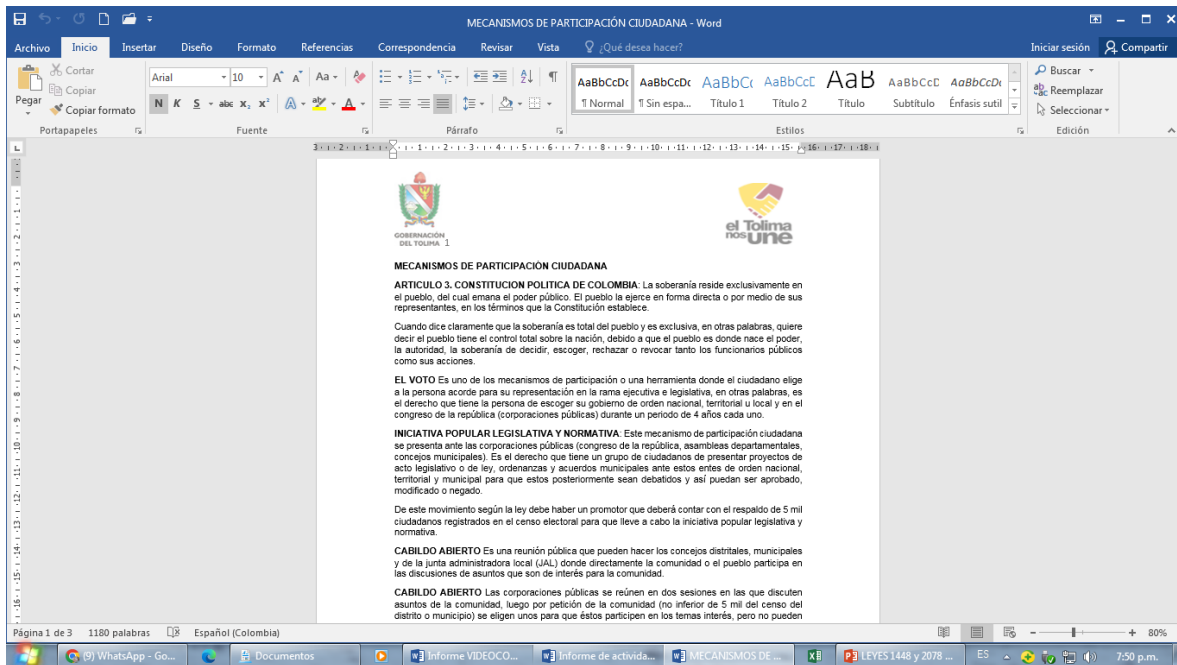 MECANISMOS DE PARTICIPACIÓN CIUDADANA - Word
Archivo Inicio Insertar Diseño Formato Referencias Correspondencia Revisar Vista ¿Qué desea hacer? Iniciar sesión Compartir
Pegar
Cortar
Copiar
Copiar formato
Portapapeles
Arial 10
N K S abc x₂ x²
Fuente
Párrafo
AaBbCcDc ¶ Normal
AaBbCcDc ¶ Sin espa...
AaBbCc Título 1
AaBbCcC Título 2
AaB Título
AaBbCcC Subtítulo
AaBbCcDc Énfasis sutil
Estilos
Buscar
Reemplazar
Seleccionar
Edición
GOBERNACIÓN
DEL TOLIMA 1
el Tolima
nos une
MECANISMOS DE PARTICIPACIÓN CIUDADANA
ARTICULO 3. CONSTITUCION POLITICA DE COLOMBIA: La soberanía reside exclusivamente en
el pueblo, del cual emana el poder público. El pueblo la ejerce en forma directa o por medio de sus
representantes, en los términos que la Constitución establece.
Cuando dice claramente que la soberanía es total del pueblo y es exclusiva, en otras palabras, quiere
decir el pueblo tiene el control total sobre la nación, debido a que el pueblo es donde nace el poder,
la autoridad, la soberanía de decidir, escoger, rechazar o revocar tanto los funcionarios públicos
como sus acciones.
EL VOTO Es uno de los mecanismos de participación o una herramienta donde el ciudadano elige
a la persona acorde para su representación en la rama ejecutiva e legislativa, en otras palabras, es
el derecho que tiene la persona de escoger su gobierno de orden nacional, territorial u local y en el
congreso de la república (corporaciones públicas) durante un periodo de 4 años cada uno.
INICIATIVA POPULAR LEGISLATIVA Y NORMATIVA: Este mecanismo de participación ciudadana
se presenta ante las corporaciones públicas (congreso de la república, asambleas departamentales,
concejos municipales). Es el derecho que tiene un grupo de ciudadanos de presentar proyectos de
acto legislativo o de ley, ordenanzas y acuerdos municipales ante estos entes de orden nacional,
territorial y municipal para que estos posteriormente sean debatidos y así puedan ser aprobado,
modificado o negado.
De este movimiento según la ley debe haber un promotor que deberá contar con el respaldo de 5 mil
ciudadanos registrados en el censo electoral para que lleve a cabo la iniciativa popular legislativa y
normativa.
CABILDO ABIERTO Es una reunión pública que pueden hacer los concejos distritales, municipales
y de la junta administradora local (JAL) donde directamente la comunidad o el pueblo participa en
las discusiones de asuntos que son de interés para la comunidad.
CABILDO ABIERTO Las corporaciones públicas se reúnen en dos sesiones en las que discuten
asuntos de la comunidad, luego por petición de la comunidad (no inferior de 5 mil del censo del
distrito o municipio) se eligen unos para que éstos participen en los temas interés, pero no pueden
Página 1 de 3 1180 palabras Español (Colombia) 80%
(9) WhatsApp - Go... Documentos Informe VIDEOCO... Informe de activida... MECANISMOS DE ... LEYES 1448 y 2078 ... ES 7:50 p.m.